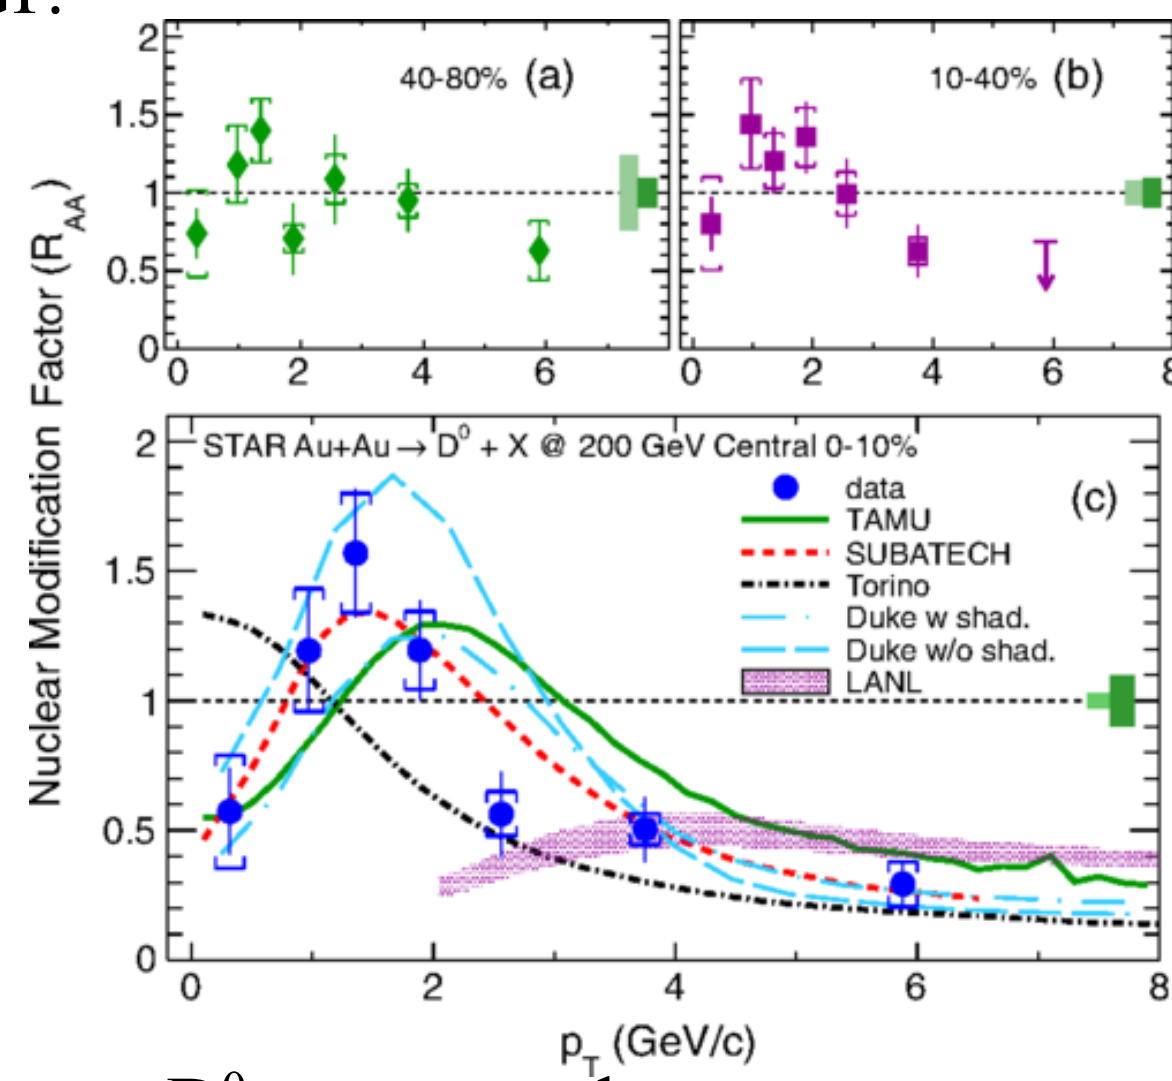 2
1.5
1
0.5
0
40-80% (a)
0 2 4 6
10-40% (b)
0 2 4 6 8
Nuclear Modification Factor (R_AA)
2
1.5
1
0.5
0
STAR Au+Au → D⁰ + X @ 200 GeV Central 0-10%
(c)
data
TAMU
SUBATECH
Torino
Duke w shad.
Duke w/o shad.
LANL
0 2 4 6 8
p_T (GeV/c)